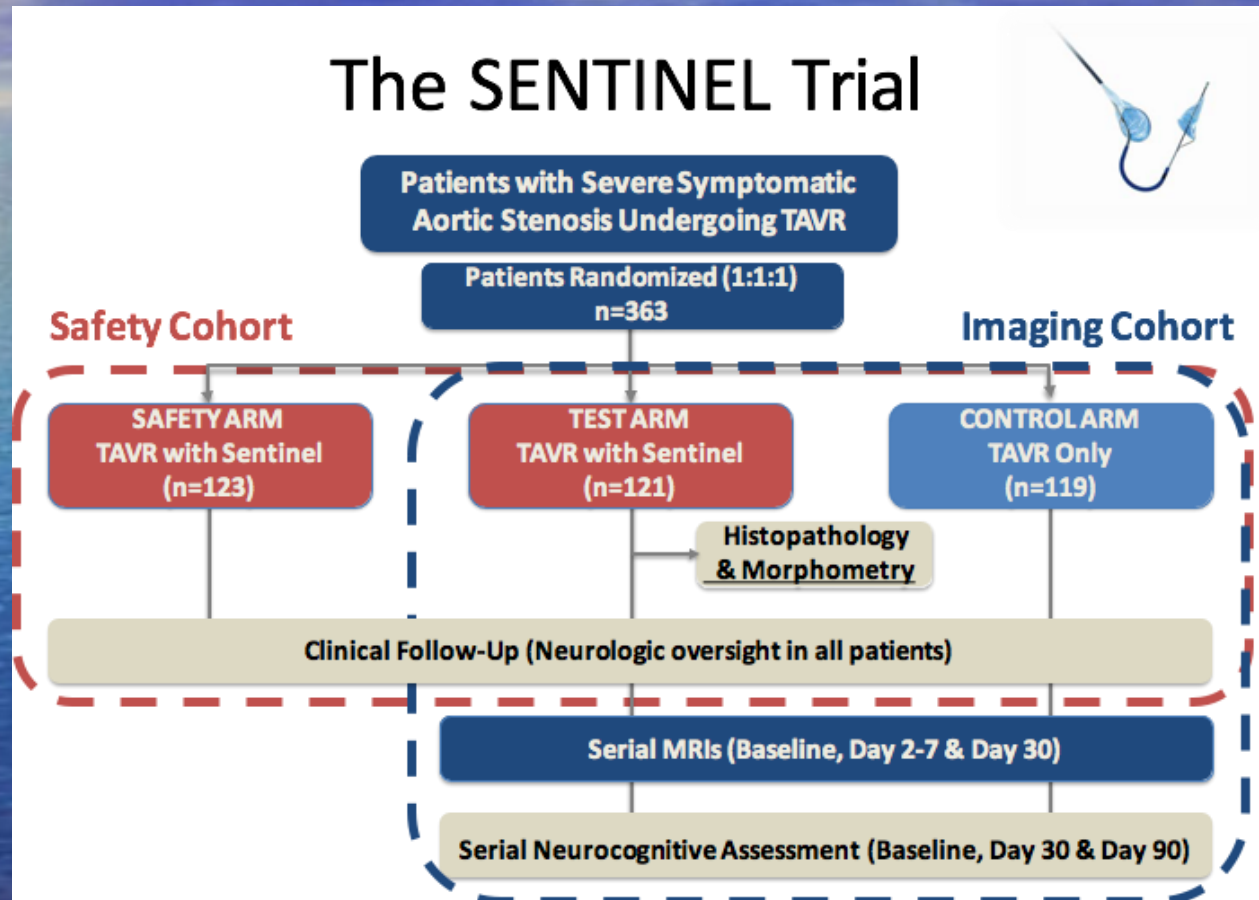 The SENTINEL Trial
Patients with Severe Symptomatic
Aortic Stenosis Undergoing TAVR
Patients Randomized (1:1:1)
n=363
Safety Cohort
Imaging Cohort
SAFETY ARM
TAVR with Sentinel
(n=123)
TEST ARM
TAVR with Sentinel
(n=121)
CONTROL ARM
TAVR Only
(n=119)
Histopathology
& Morphometry
Clinical Follow-Up (Neurologic oversight in all patients)
Serial MRIs (Baseline, Day 2-7 & Day 30)
Serial Neurocognitive Assessment (Baseline, Day 30 & Day 90)